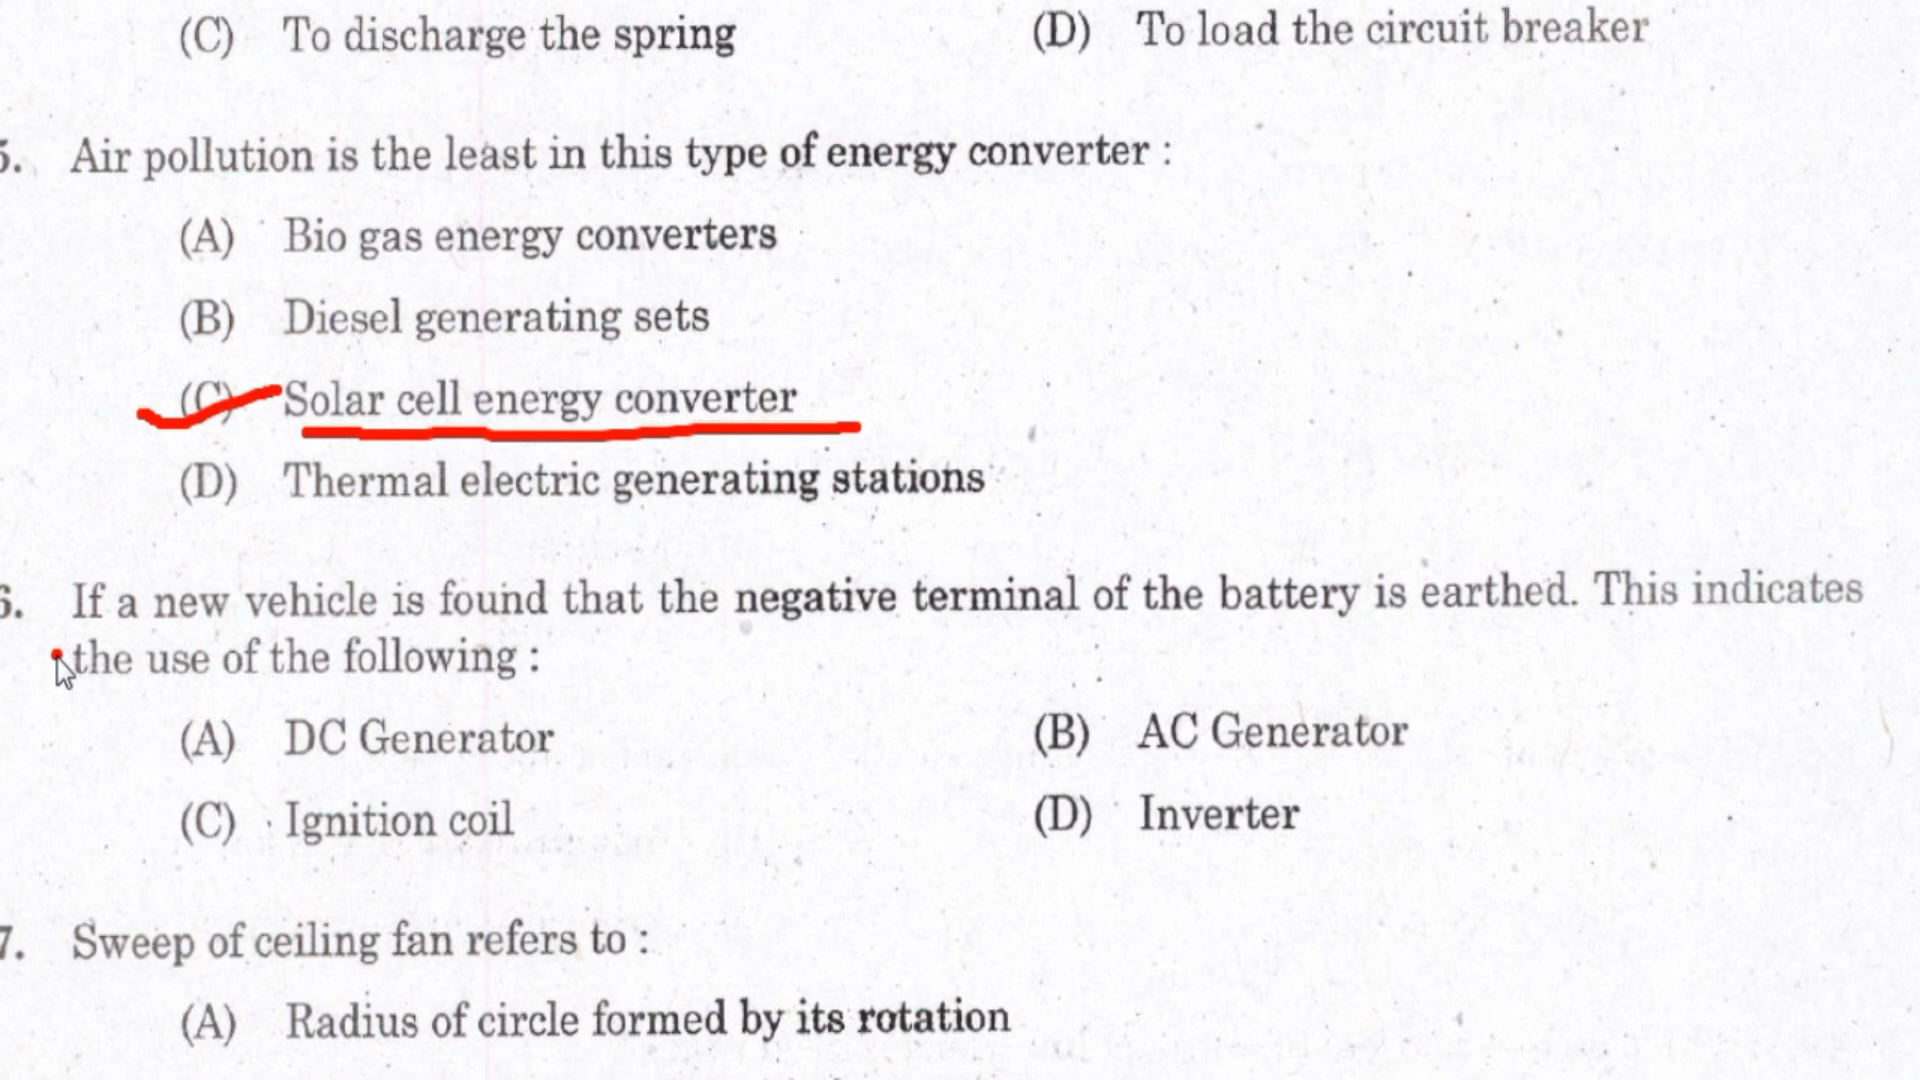 (C) To discharge the spring (D) To load the circuit breaker
5. Air pollution is the least in this type of energy converter :
(A) Bio gas energy converters
(B) Diesel generating sets
(C) Solar cell energy converter
(D) Thermal electric generating stations
6. If a new vehicle is found that the negative terminal of the battery is earthed. This indicates
the use of the following :
(A) DC Generator (B) AC Generator
(C) Ignition coil (D) Inverter
7. Sweep of ceiling fan refers to :
(A) Radius of circle formed by its rotation